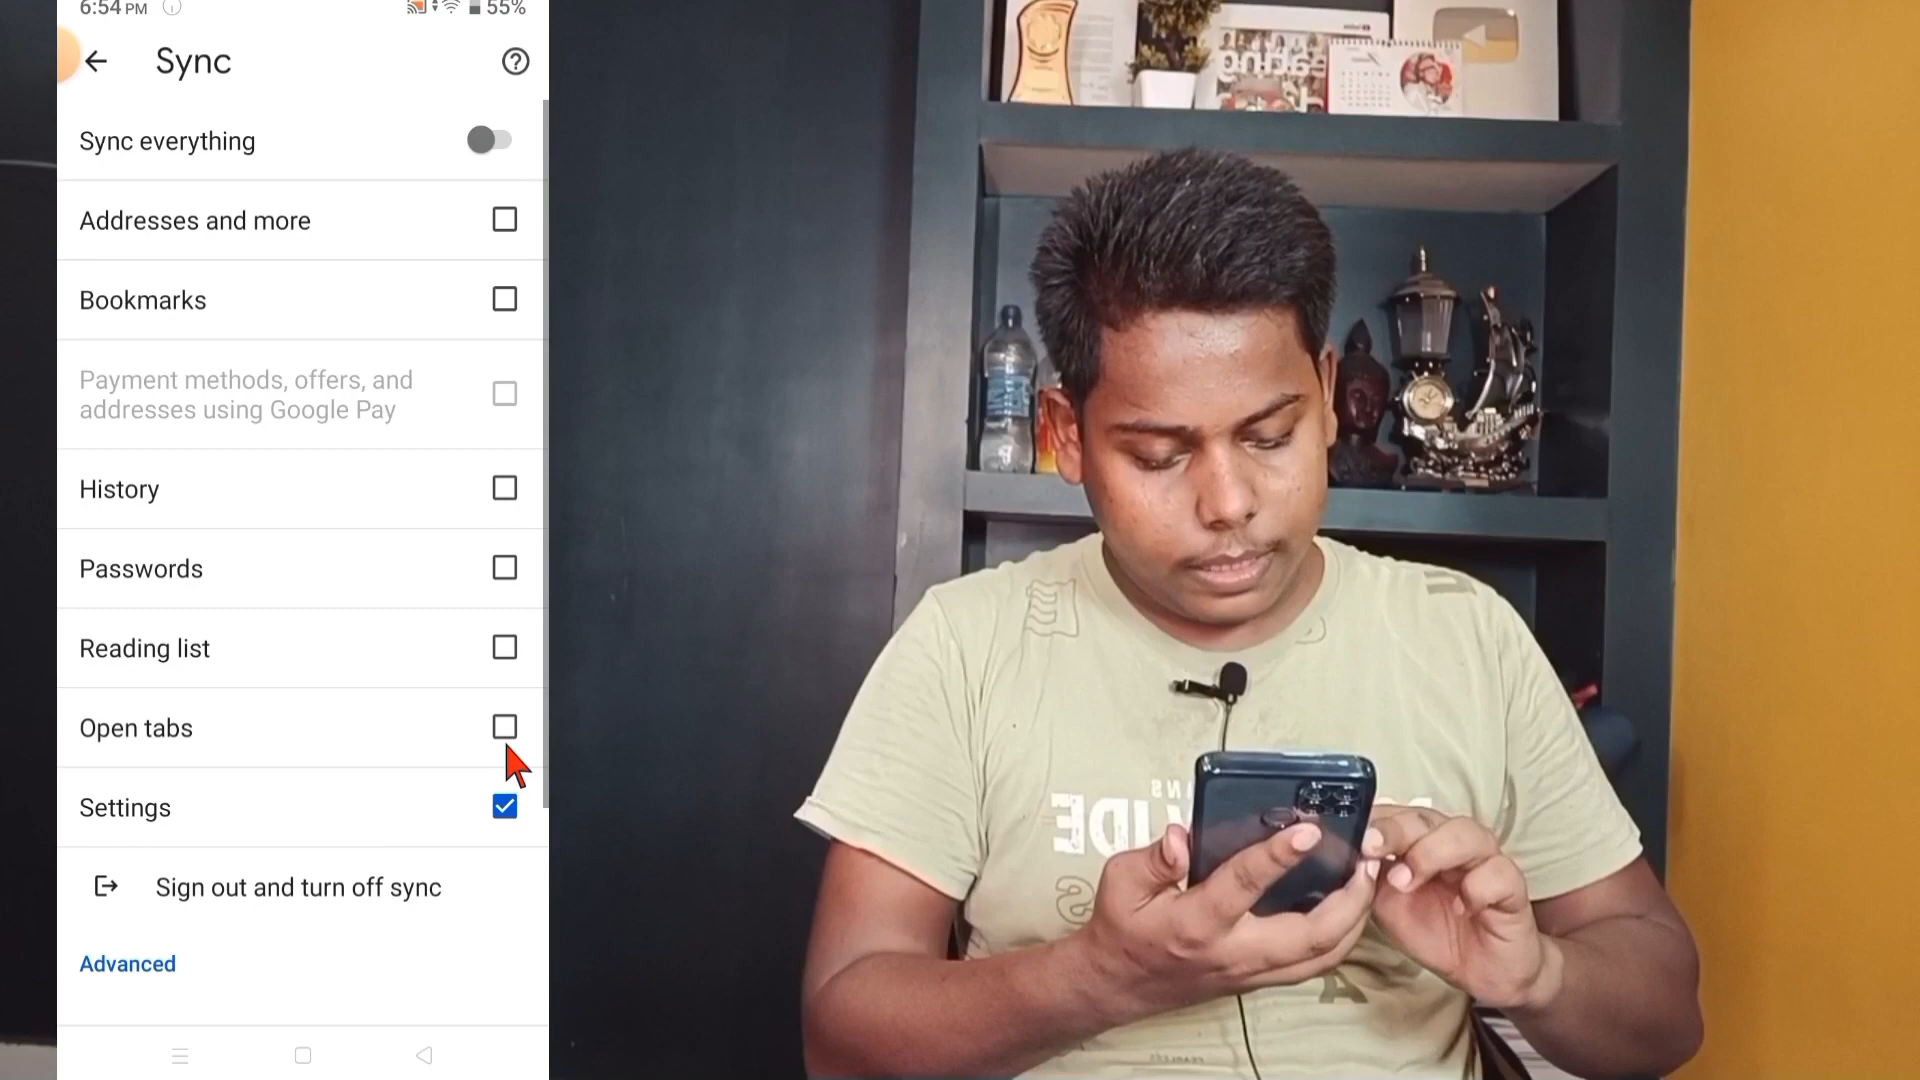 6:54 PM
55%
Sync
Sync everything
Addresses and more
Bookmarks
Payment methods, offers, and
addresses using Google Pay
History
Passwords
Reading list
Open tabs
Settings
Sign out and turn off sync
Advanced
eating